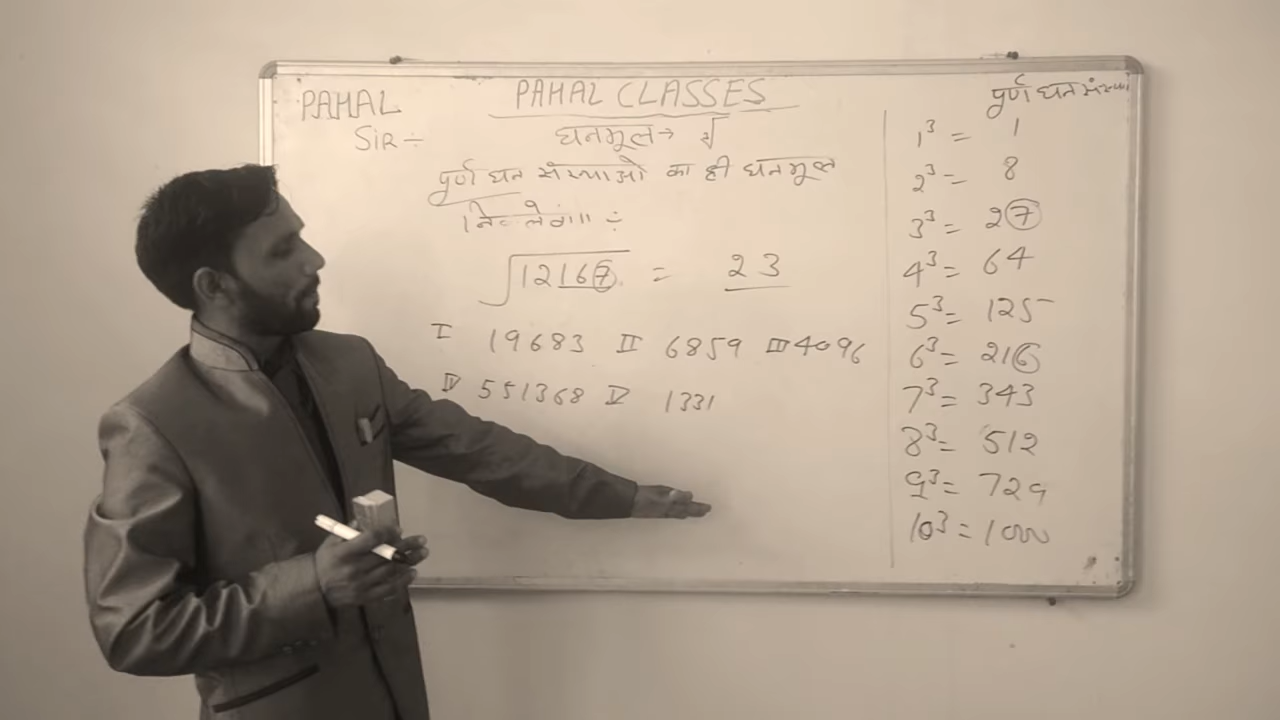 PAHAL CLASSES
PAHAL
Sir ÷
घनमूल → √
पूर्ण घन संख्याओ का ही घनमूल
÷
√12167 = 23
I 19683 II 6859 III 4096
IV 551368 V 1331
पूर्ण घन संख्या
1³ = 1
2³ = 8
3³ = 27
4³ = 64
5³ = 125
6³ = 216
7³ = 343
8³ = 512
9³ = 729
10³ = 1000